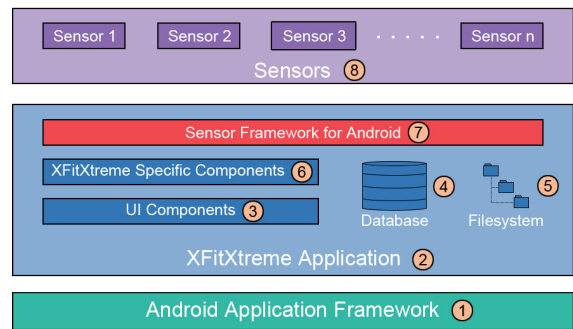 Sensor 1 Sensor 2 Sensor 3 . . . . . Sensor n
Sensors 8
Sensor Framework for Android 7
XFitXtreme Specific Components 6
4
5
UI Components 3
Database Filesystem
XFitXtreme Application 2
Android Application Framework 1